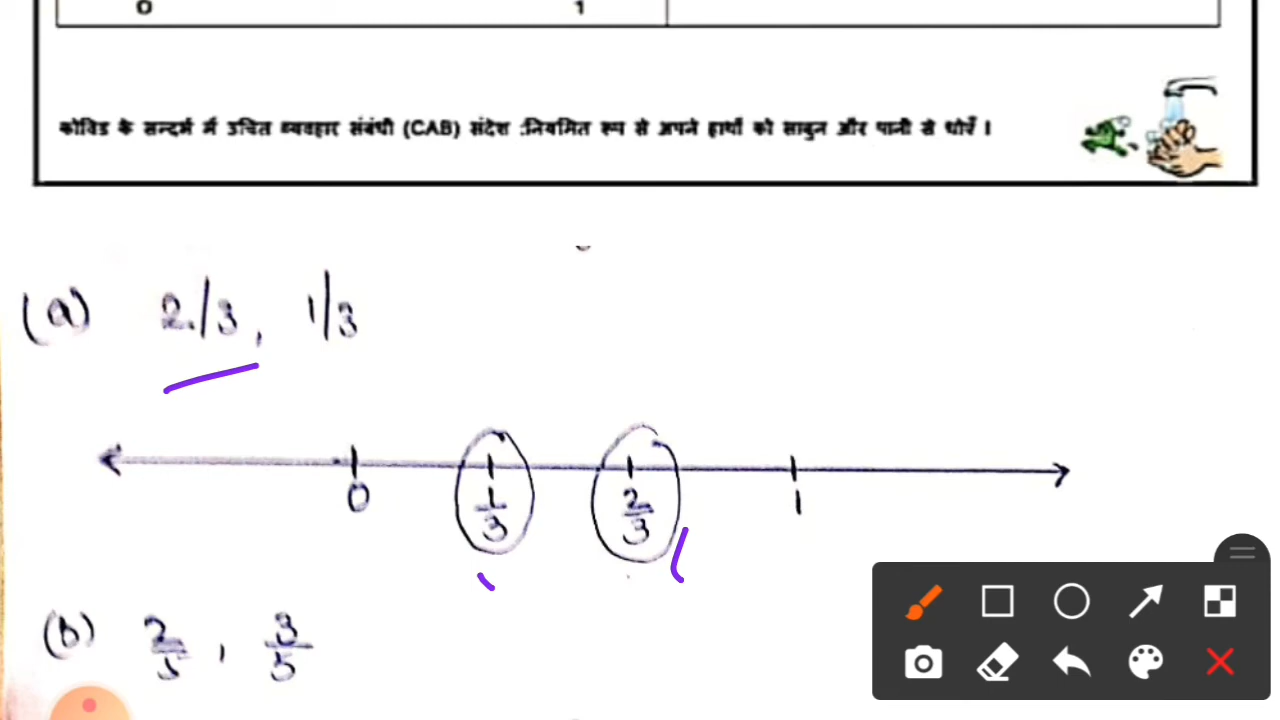 0 1
कोविड के सन्दर्भ में उचित व्यवहार संबंधी (CAB) संदेश :नियमित रूप से अपने हाथों को साबुन और पानी से धोएँ ।
(a) 2/3, 1/3
0 1/3 2/3 1
(b) 2/5, 3/5